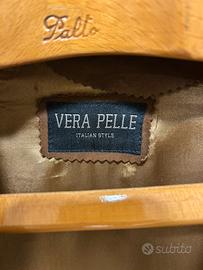 Palto
VERA PELLE
ITALIAN STYLE
subito